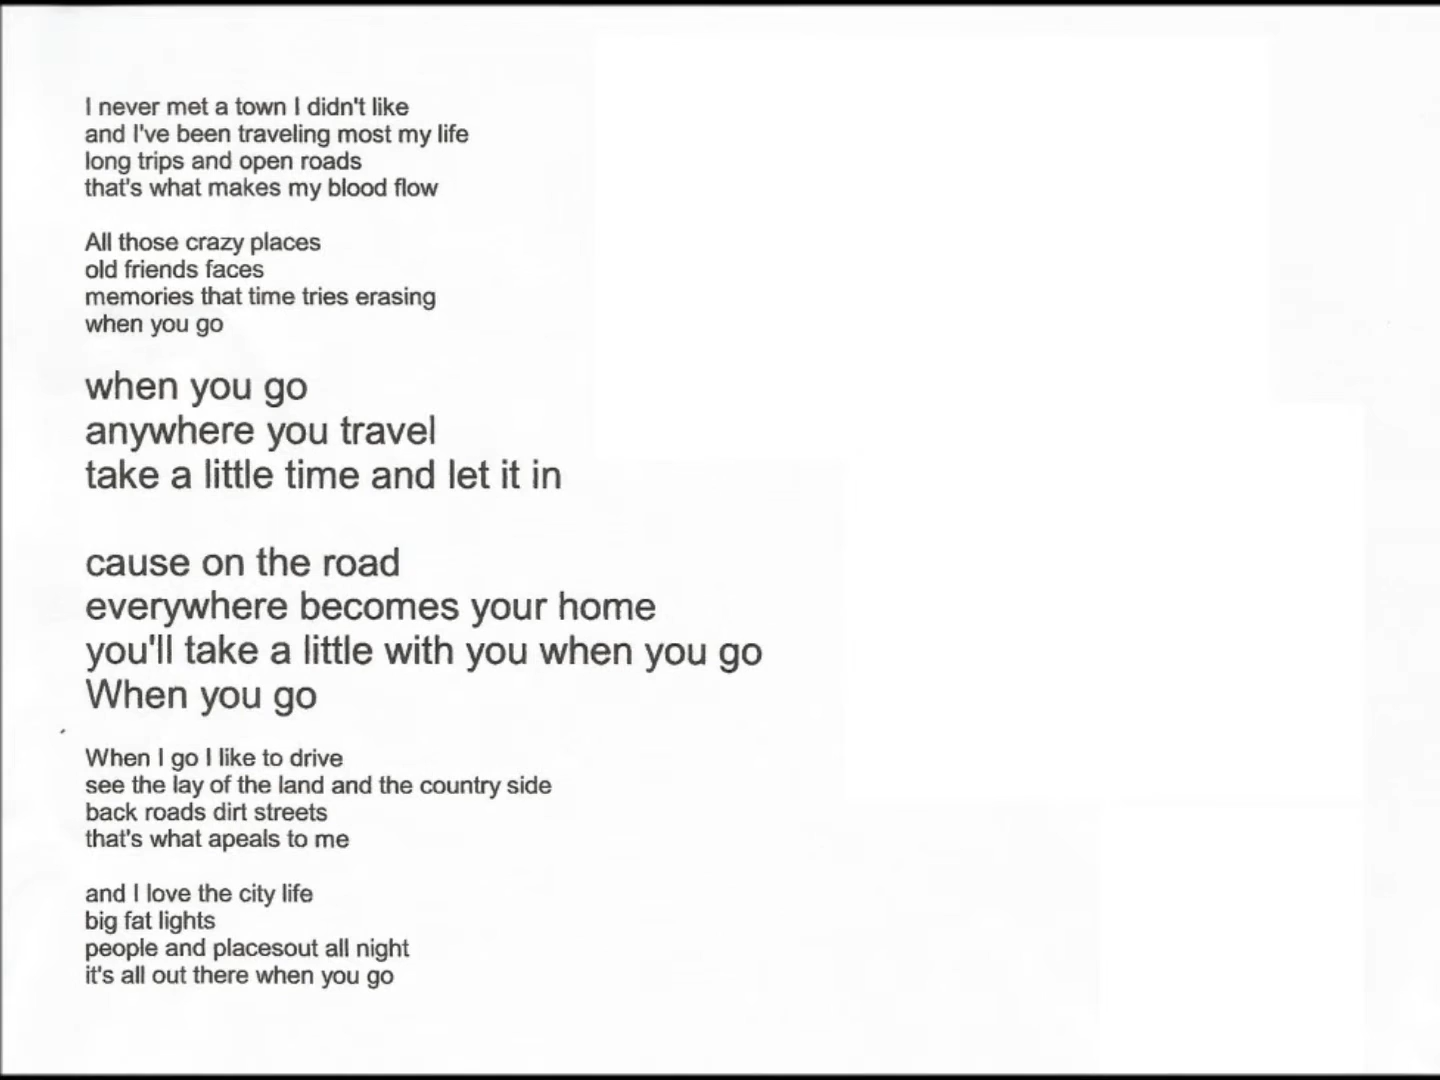 I never met a town I didn't like
and I've been traveling most my life
long trips and open roads
that's what makes my blood flow

All those crazy places
old friends faces
memories that time tries erasing
when you go

when you go
anywhere you travel
take a little time and let it in

cause on the road
everywhere becomes your home
you'll take a little with you when you go
When you go

When I go I like to drive
see the lay of the land and the country side
back roads dirt streets
that's what apeals to me

and I love the city life
big fat lights
people and placesout all night
it's all out there when you go